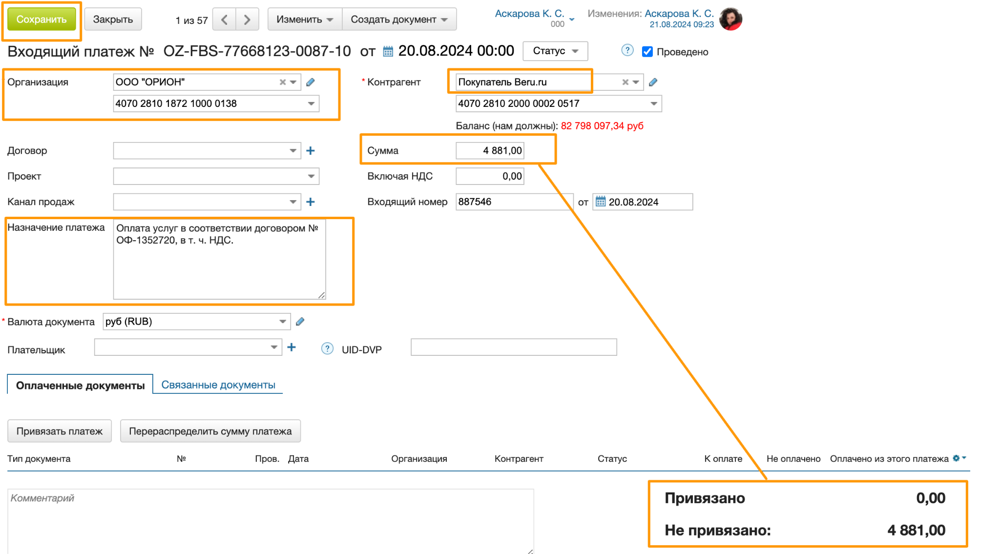 Сохранить Закрыть 1 из 57 Изменить Создать документ Аскарова К. С. Изменения: Аскарова К. С.
000 21.08.2024 09:23
Входящий платеж № OZ-FBS-77668123-0087-10 от 20.08.2024 00:00 Статус ? Проведено
Организация ООО "ОРИОН" * Контрагент Покупатель Beru.ru
4070 2810 1872 1000 0138 4070 2810 2000 0002 0517
Баланс (нам должны): 82 798 097,34 руб
Договор Сумма 4 881,00
Проект Включая НДС 0,00
Канал продаж Входящий номер 887546 от 20.08.2024
Назначение платежа Оплата услуг в соответствии договором №
ОФ-1352720, в т. ч. НДС.
* Валюта документа руб (RUB)
Плательщик ? UID-DVP
Оплаченные документы Связанные документы
Привязать платеж Перераспределить сумму платежа
Тип документа № Пров. Дата Организация Контрагент Статус К оплате Не оплачено Оплачено из этого платежа
Комментарий Привязано 0,00
Не привязано: 4 881,00